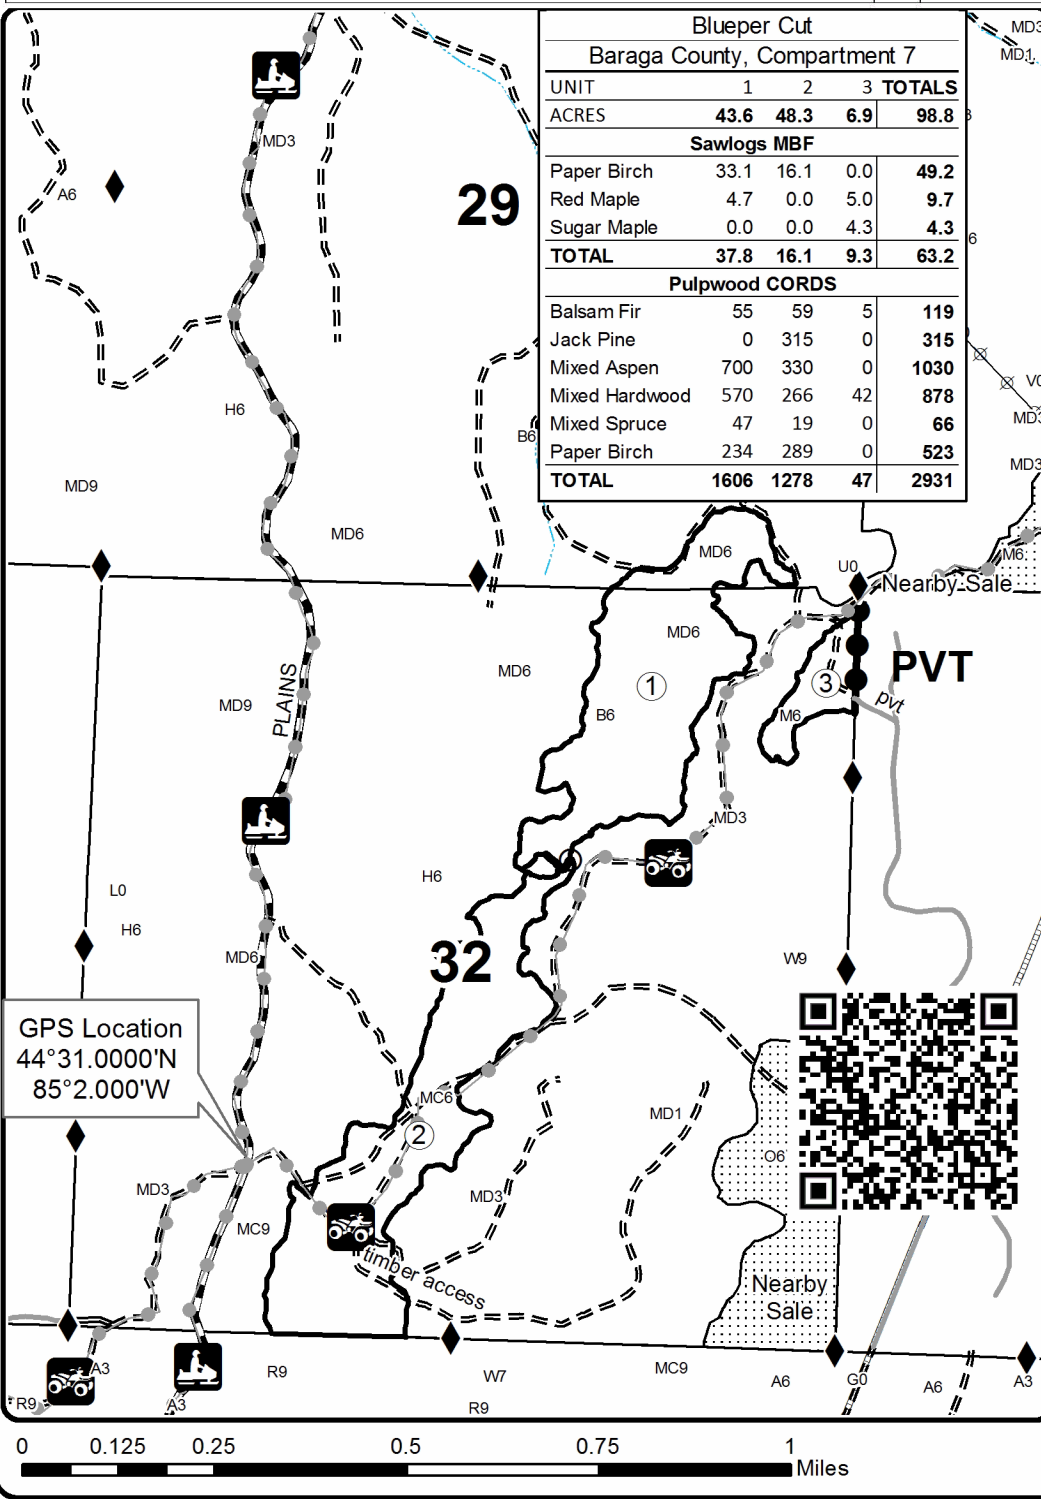 Blueper Cut
Baraga County, Compartment 7
UNIT 1 2 3 TOTALS
ACRES 43.6 48.3 6.9 98.8
Sawlogs MBF
Paper Birch 33.1 16.1 0.0 49.2
Red Maple 4.7 0.0 5.0 9.7
Sugar Maple 0.0 0.0 4.3 4.3
TOTAL 37.8 16.1 9.3 63.2
Pulpwood CORDS
Balsam Fir 55 59 5 119
Jack Pine 0 315 0 315
Mixed Aspen 700 330 0 1030
Mixed Hardwood 570 266 42 878
Mixed Spruce 47 19 0 66
Paper Birch 234 289 0 523
TOTAL 1606 1278 47 2931
MD3
MD1
MD3
A6
29
6
V0
H6
MD3
B6
MD9
MD3
MD6
MD6
M6
U0
Nearby Sale
MD6
MD6
PVT
1
3
pvt
PLAINS
MD9
B6
M6
MD3
H6
L0
H6
MD6
32
W9
GPS Location
44°31.0000'N
85°2.000'W
MC6
MD1
2
O6
MD3
MD3
MC9
timber access
Nearby
Sale
A3
R9
W7
MC9
A6
G0
A6
A3
R9
A3
R9
0 0.125 0.25 0.5 0.75 1
Miles